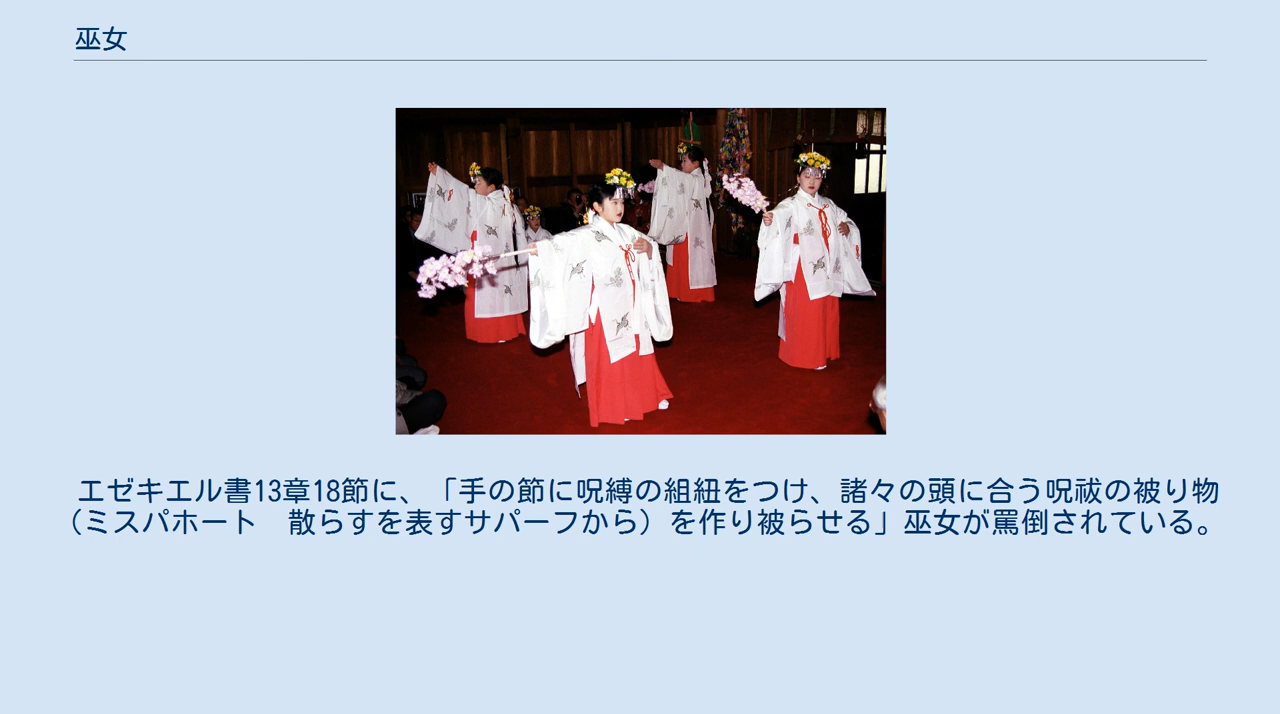 巫女
エゼキエル書13章18節に、「手の節に呪縛の組紐をつけ、諸々の頭に合う呪祓の被り物
（ミスパホート　散らすを表すサパーフから）を作り被らせる」巫女が罵倒されている。